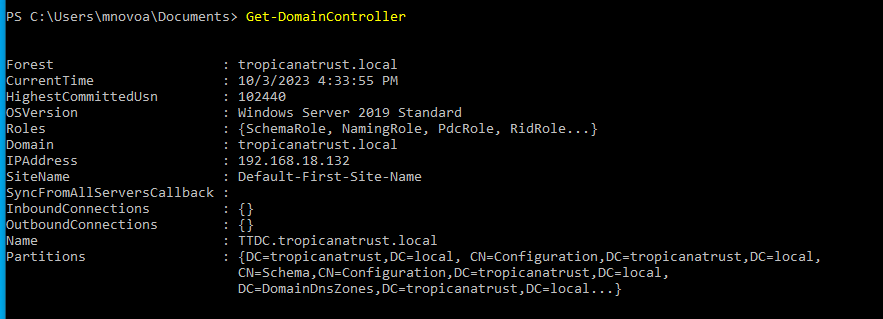 PS C:\Users\mnovoa\Documents> Get-DomainController
Forest : tropicanatrust.local
CurrentTime : 10/3/2023 4:33:55 PM
HighestCommittedUsn : 102440
OSVersion : Windows Server 2019 Standard
Roles : {SchemaRole, NamingRole, PdcRole, RidRole...}
Domain : tropicanatrust.local
IPAddress : 192.168.18.132
SiteName : Default-First-Site-Name
SyncFromAllServersCallback :
InboundConnections : {}
OutboundConnections : {}
Name : TTDC.tropicanatrust.local
Partitions : {DC=tropicanatrust,DC=local, CN=Configuration,DC=tropicanatrust,DC=local,
CN=Schema,CN=Configuration,DC=tropicanatrust,DC=local,
DC=DomainDnsZones,DC=tropicanatrust,DC=local...}